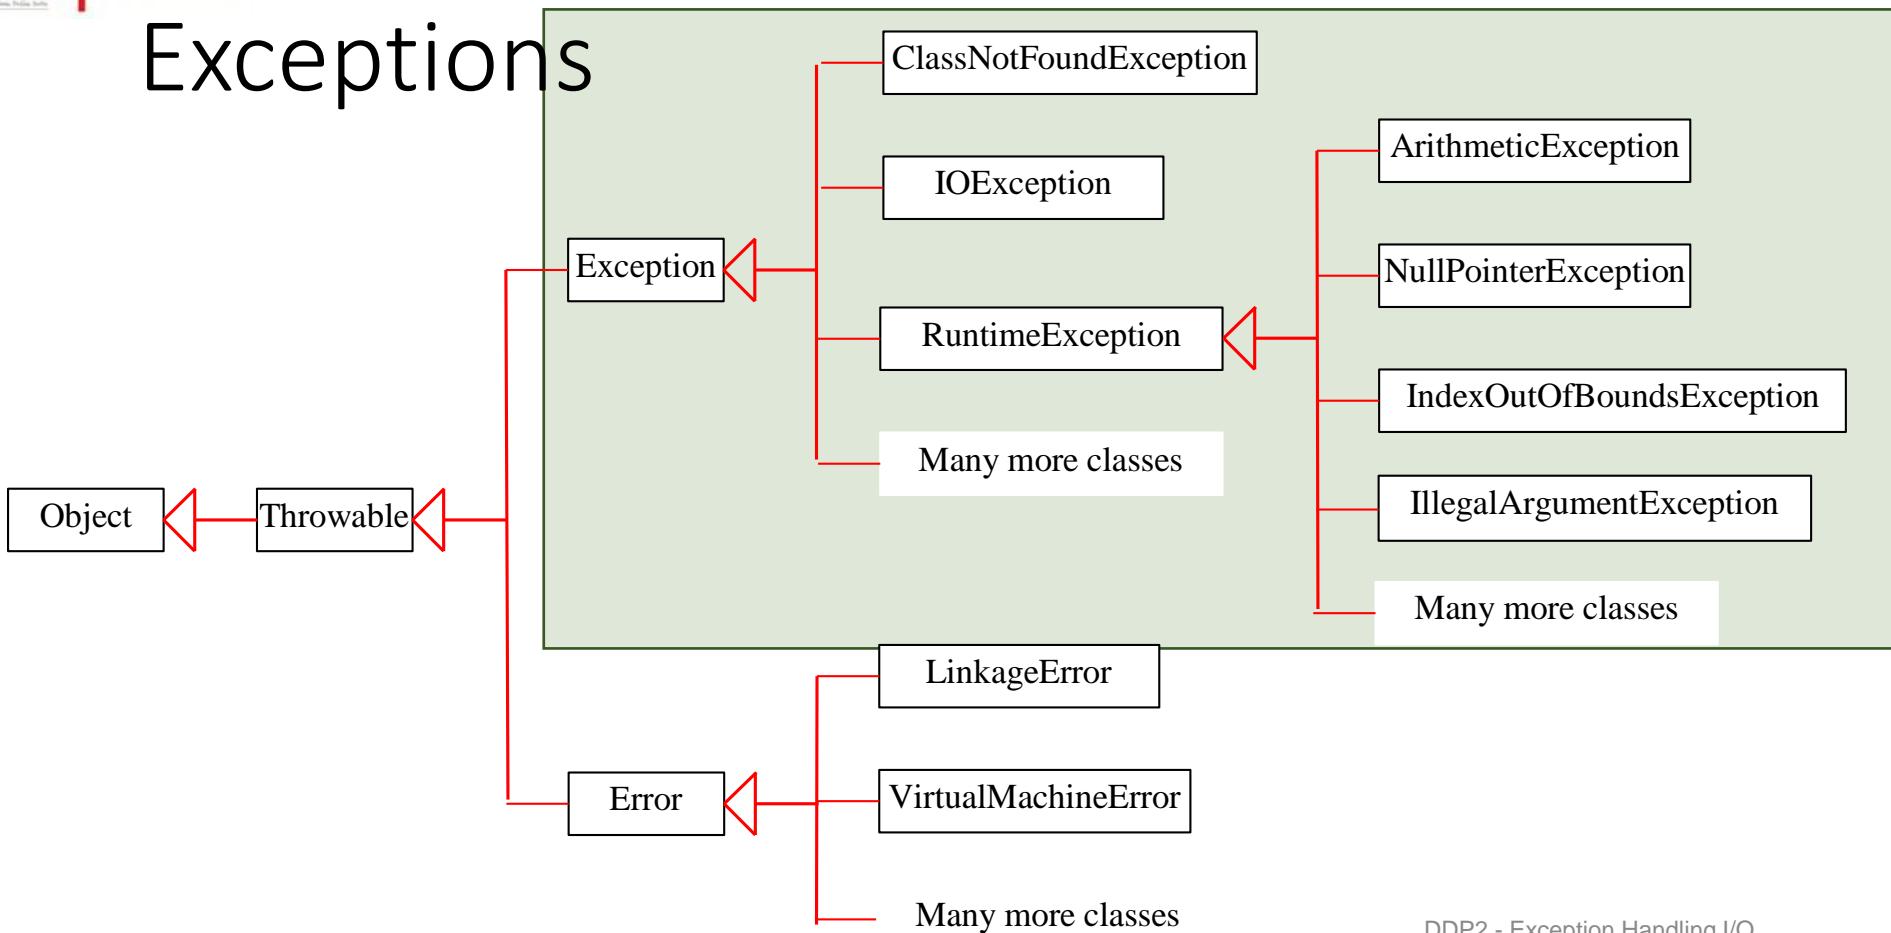 Exceptions
ClassNotFoundException
ArithmeticException
IOException
Exception
NullPointerException
RuntimeException
IndexOutOfBoundsException
Many more classes
Object
Throwable
IllegalArgumentException
Many more classes
LinkageError
Error
VirtualMachineError
Many more classes
DDP2 - Exception Handling I/O